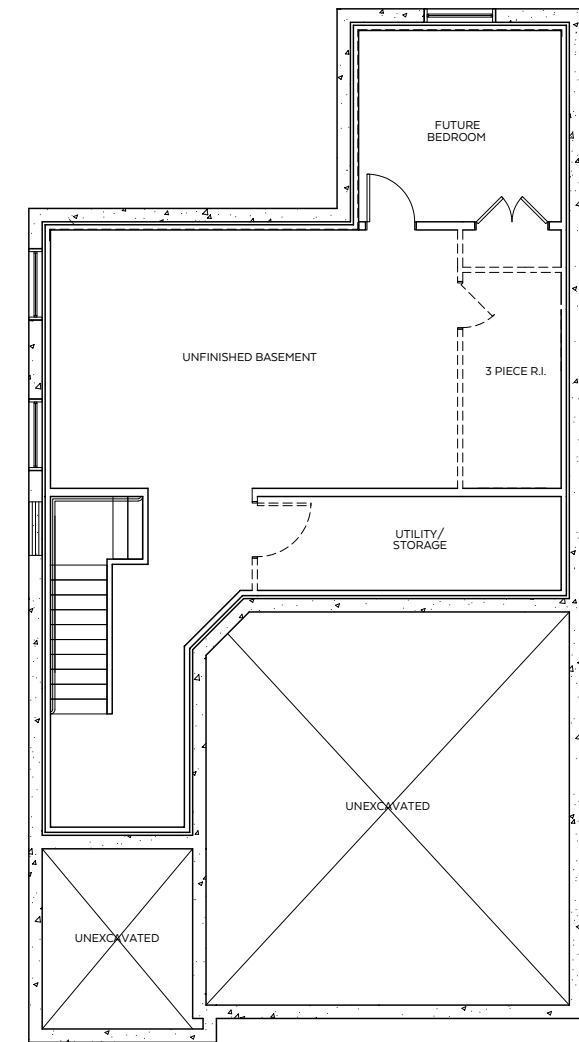 FUTURE
BEDROOM
UNFINISHED BASEMENT
3 PIECE R.I.
UTILITY/
STORAGE
UNEXCAVATED
UNEXCAVATED